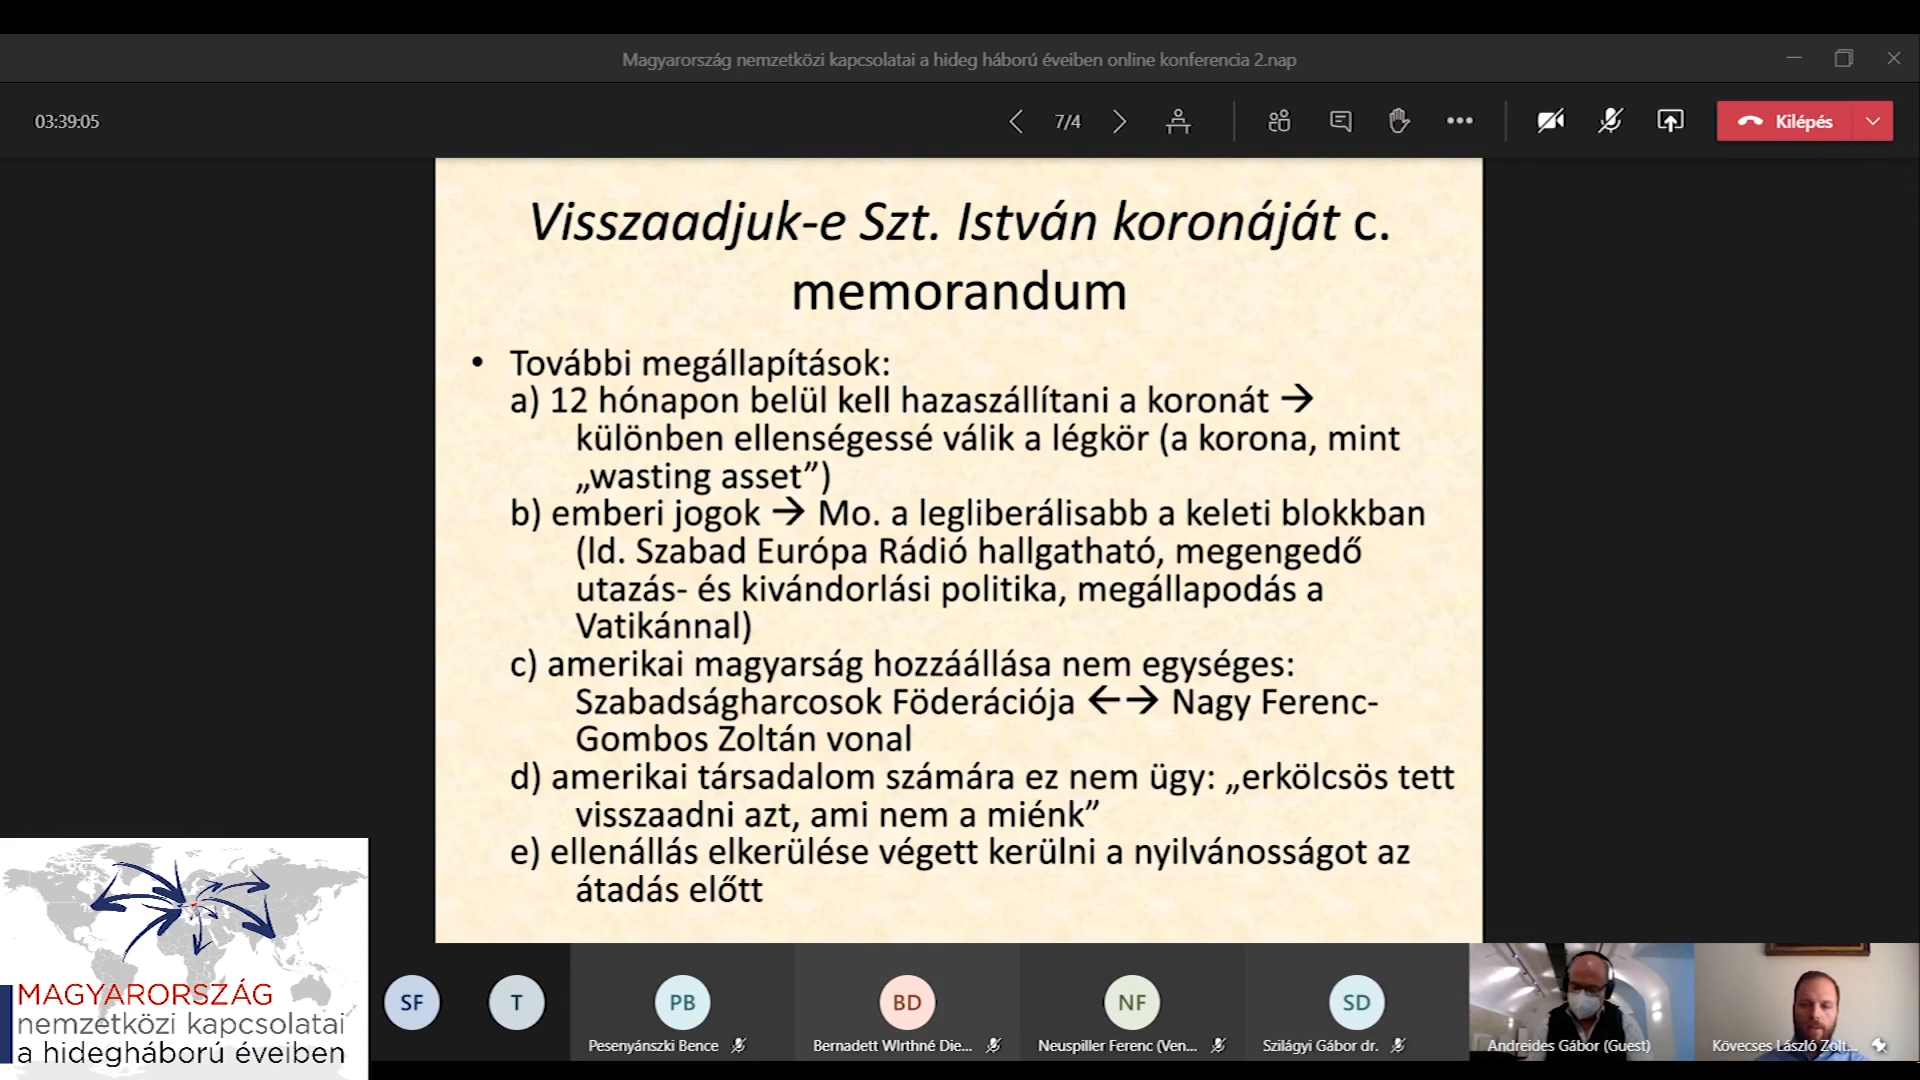 Magyarország nemzetközi kapcsolatai a hideg háború éveiben online konferencia 2.nap
03:39:05
7/4
Kilépés
Visszaadjuk-e Szt. István koronáját c.
memorandum
• További megállapítások:
a) 12 hónapon belül kell hazaszállítani a koronát →
különben ellenségessé válik a légkör (a korona, mint
„wasting asset”)
b) emberi jogok → Mo. a legliberálisabb a keleti blokkban
(ld. Szabad Európa Rádió hallgatható, megengedő
utazás- és kivándorlási politika, megállapodás a
Vatikánnal)
c) amerikai magyarság hozzáállása nem egységes:
Szabadságharcosok Föderációja ←→ Nagy Ferenc-
Gombos Zoltán vonal
d) amerikai társadalom számára ez nem ügy: „erkölcsös tett
visszaadni azt, ami nem a miénk”
e) ellenállás elkerülése végett kerülni a nyilvánosságot az
átadás előtt
MAGYARORSZÁG
nemzetközi kapcsolatai
a hidegháború éveiben
SF
T
PB
Pesenyánszki Bence
BD
Bernadett WIrthné Die...
NF
Neuspiller Ferenc (Ven...
SD
Szilágyi Gábor dr.
Andreides Gábor (Guest)
Kövecses László Zolt...